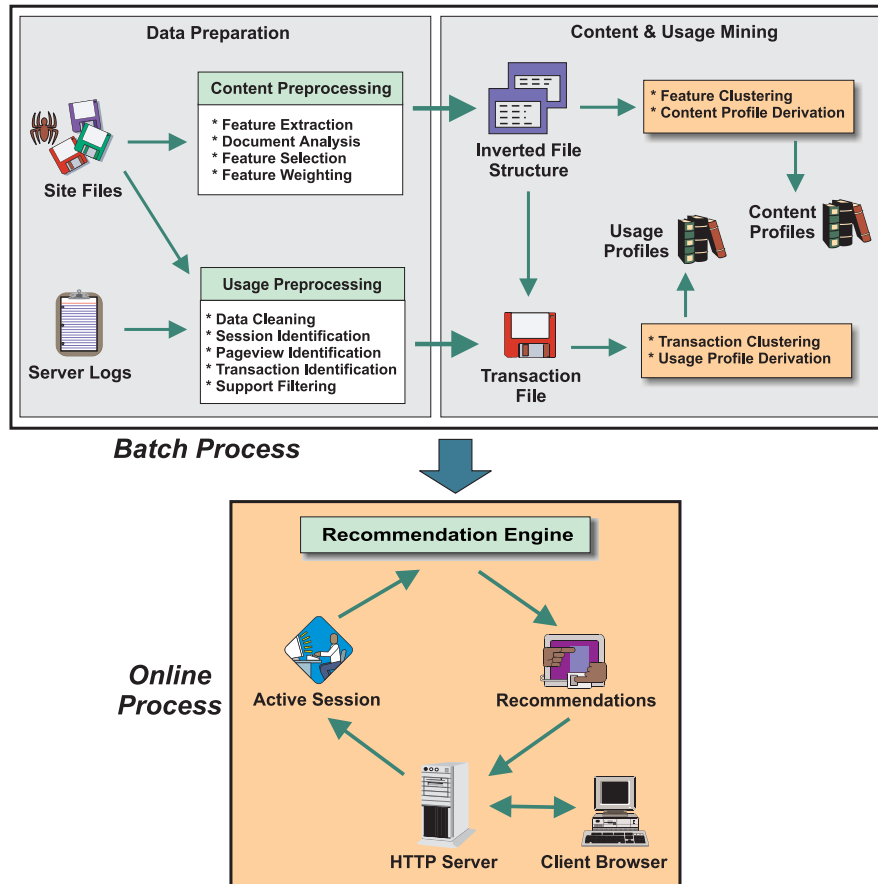 Data Preparation
Content & Usage Mining
Content Preprocessing
* Feature Extraction
* Document Analysis
* Feature Selection
* Feature Weighting
Site Files
Inverted File
Structure
* Feature Clustering
* Content Profile Derivation
Usage
Profiles
Content
Profiles
Usage Preprocessing
* Data Cleaning
* Session Identification
* Pageview Identification
* Transaction Identification
* Support Filtering
Server Logs
Transaction
File
* Transaction Clustering
* Usage Profile Derivation
Batch Process
Recommendation Engine
Online
Process
Active Session
Recommendations
HTTP Server
Client Browser